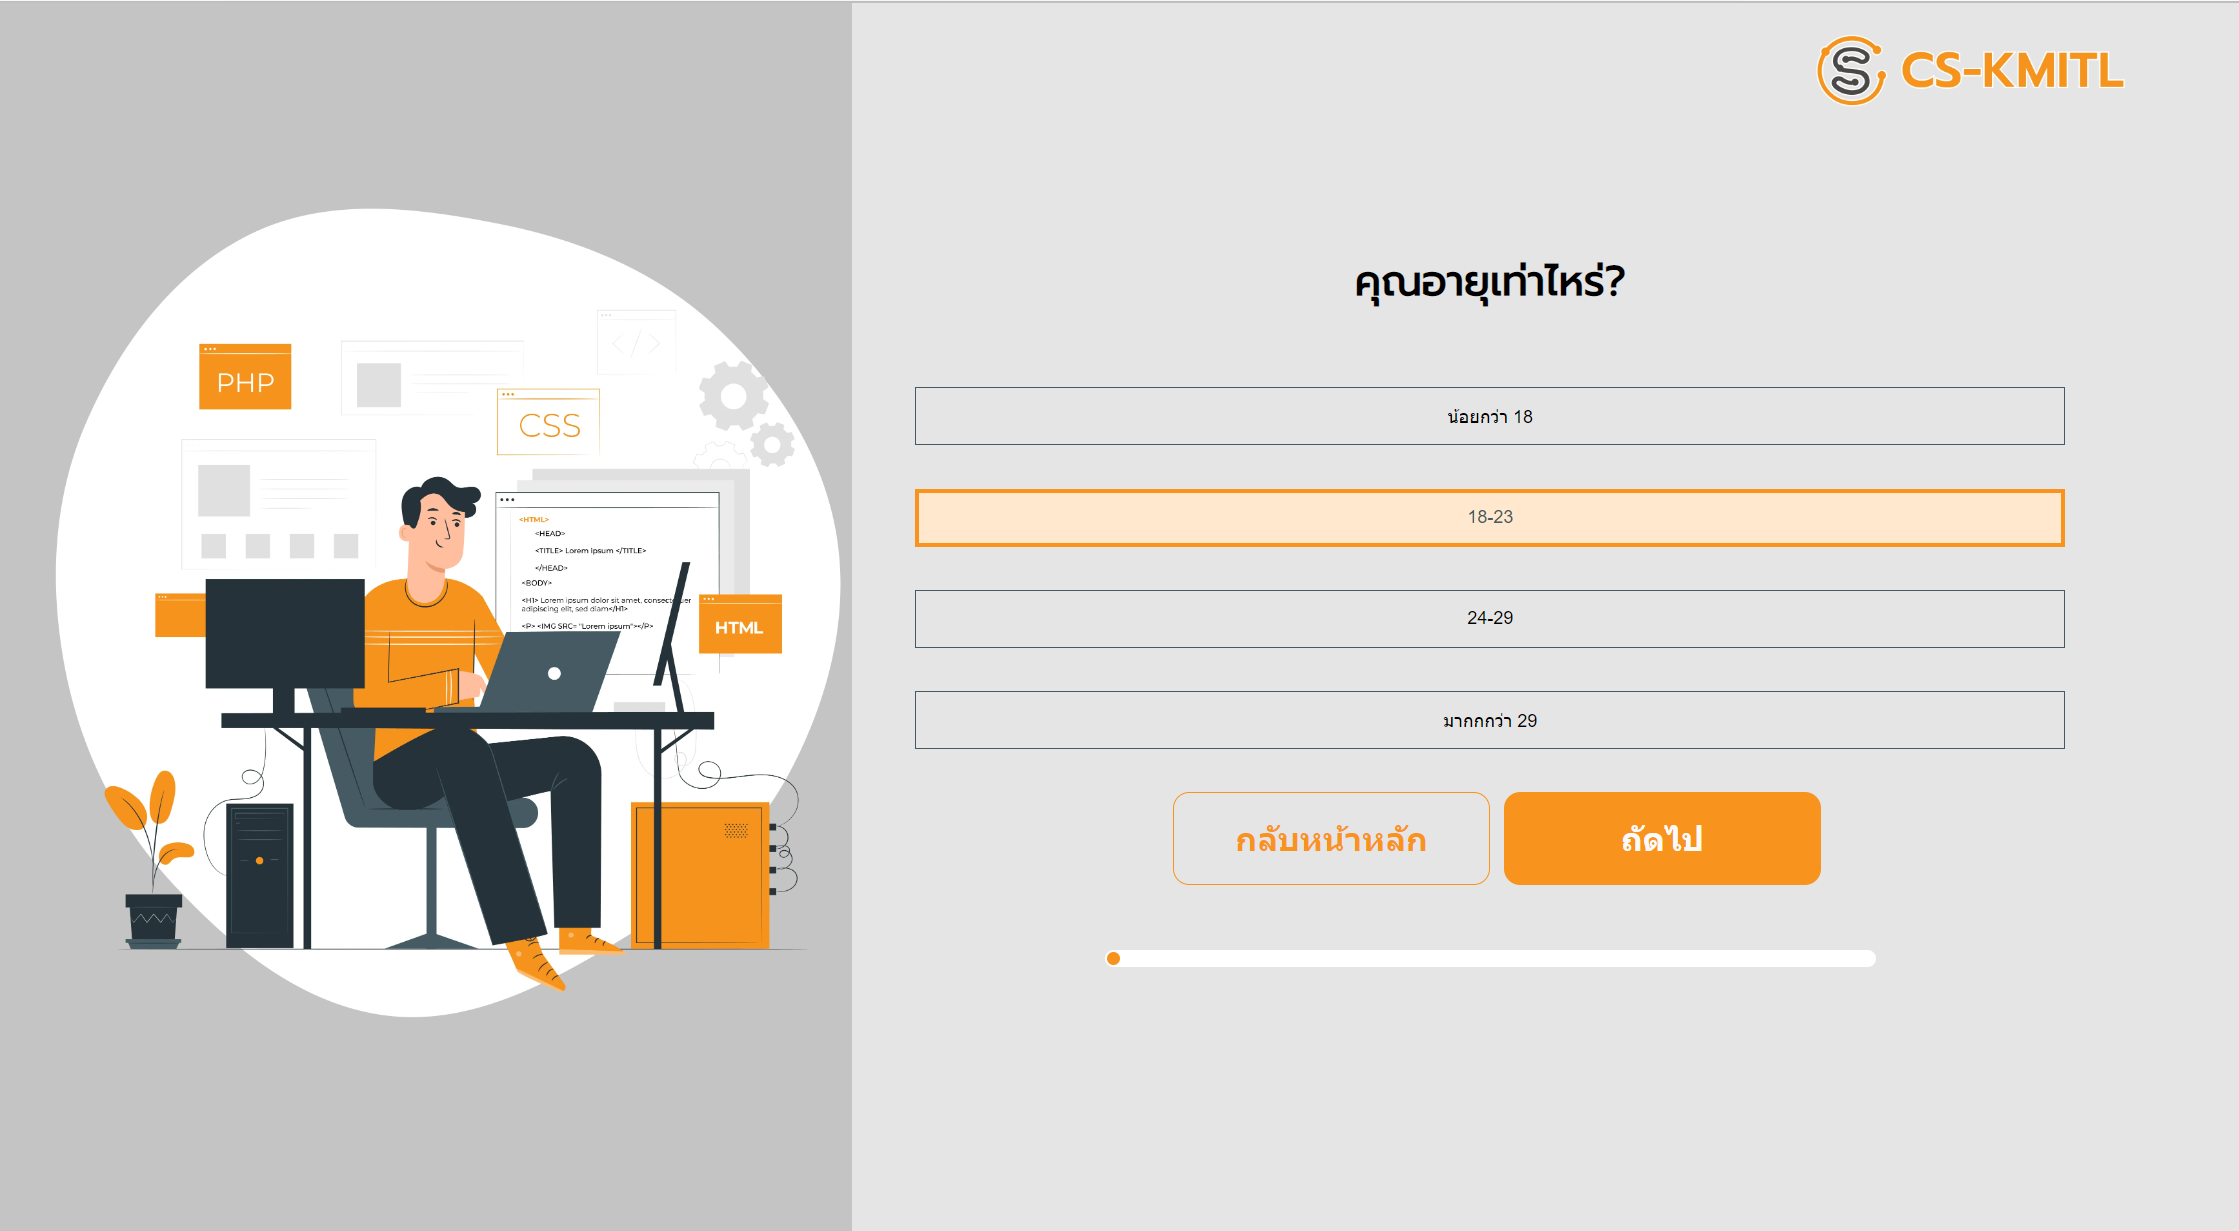 CS-KMITL
คุณอายุเท่าไหร่?
น้อยกว่า 18
18-23
24-29
มากกกว่า 29
กลับหน้าหลัก
ถัดไป
PHP
</>
CSS
<HTML>
<HEAD>
<TITLE> Lorem Ipsum </TITLE>
</HEAD>
<BODY>
<H1> Lorem ipsum dolor sit amet,
adipiscing elit, sed diam</H1>
<P> <IMG SRC= "Lorem ipsum"></P>
HTML